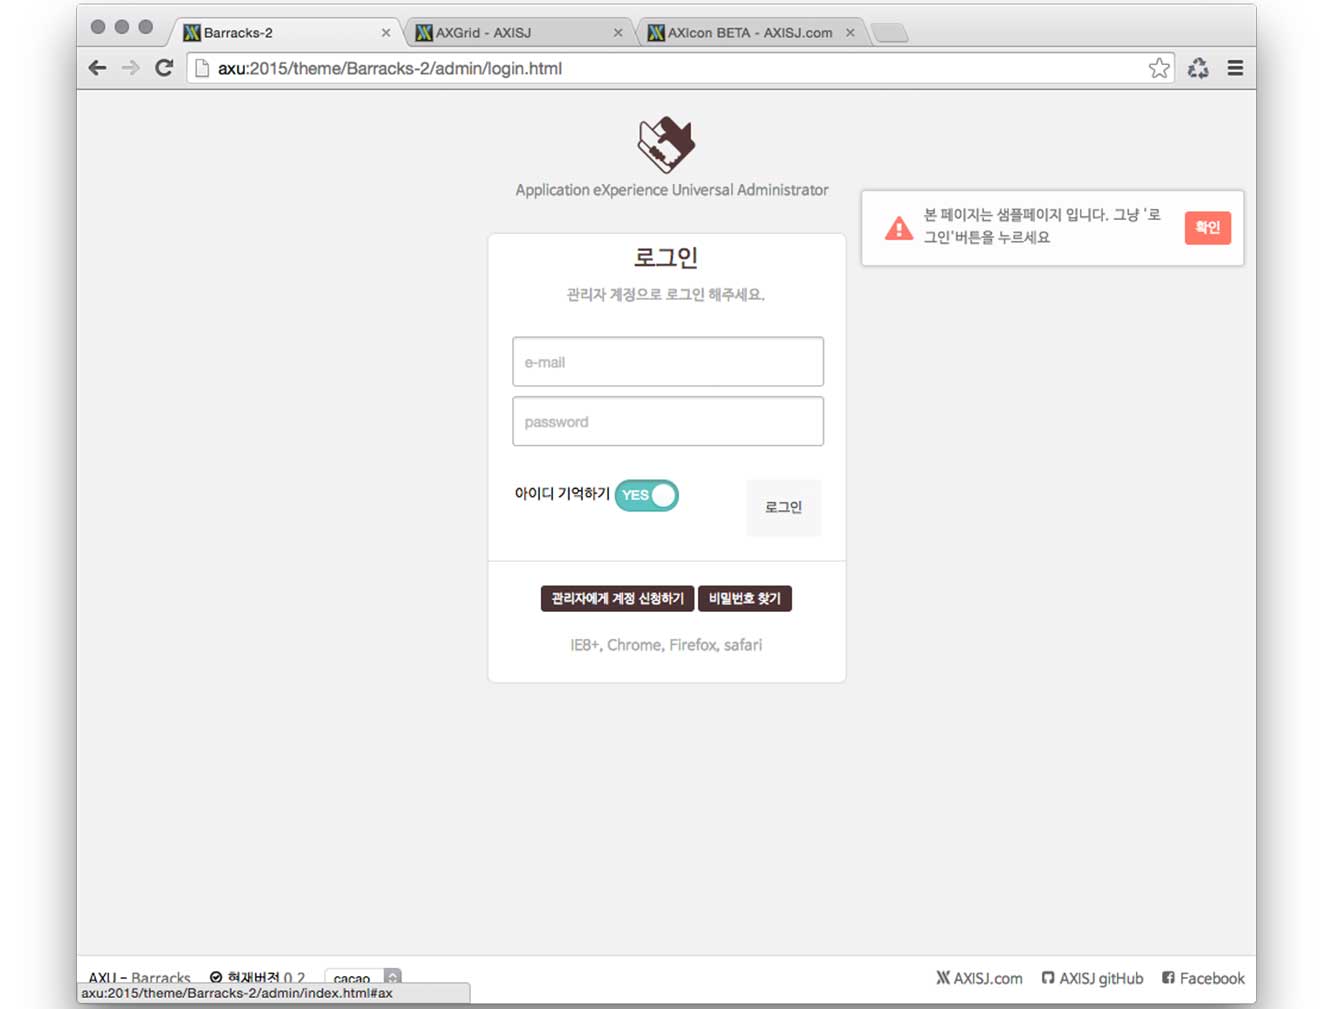 Barracks-2
AXGrid - AXISJ
AXIcon BETA - AXISJ.com
axu:2015/theme/Barracks-2/admin/login.html
Application eXperience Universal Administrator
본 페이지는 샘플페이지 입니다. 그냥 '로
그인'버튼을 누르세요
확인
로그인
관리자 계정으로 로그인 해주세요.
e-mail
password
아이디 기억하기 YES
로그인
관리자에게 계정 신청하기 비밀번호 찾기
IE8+, Chrome, Firefox, safari
AXU - Barracks 현재버전 0.2 cacao
AXISJ.com AXISJ gitHub Facebook
axu:2015/theme/Barracks-2/admin/index.html#ax